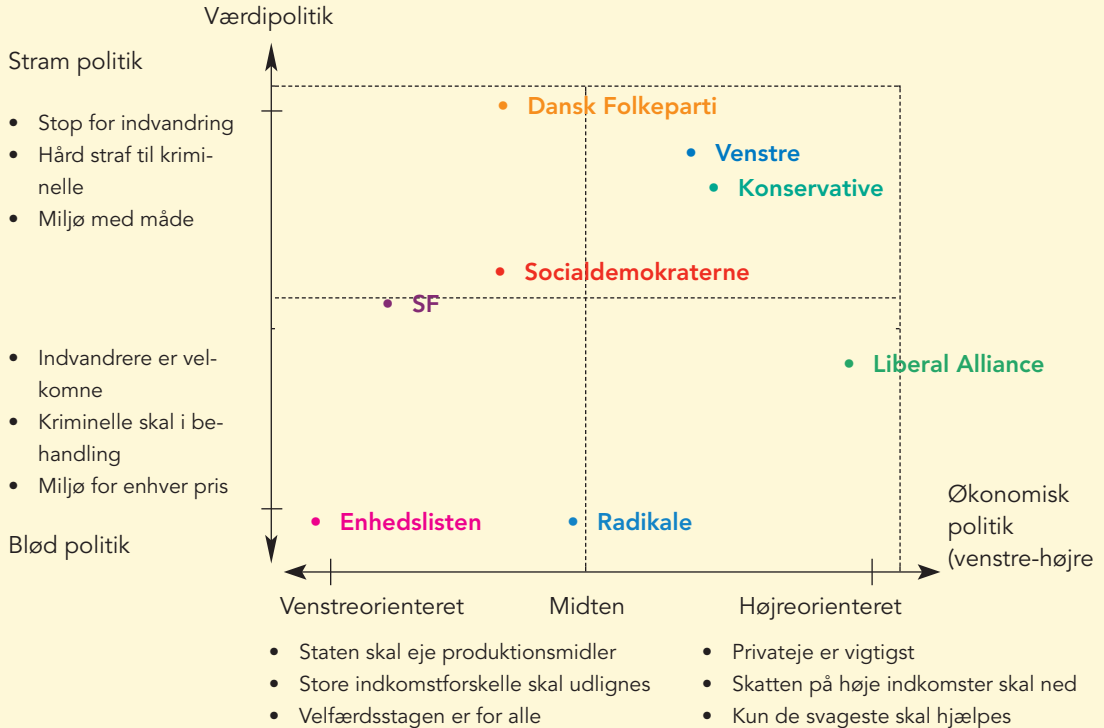 Værdipolitik
Stram politik
• Stop for indvandring
• Hård straf til krimi-
nelle
• Miljø med måde
• Indvandrere er vel-
komne
• Kriminelle skal i be-
handling
• Miljø for enhver pris
Blød politik
• Dansk Folkeparti
• Venstre
• Konservative
• Socialdemokraterne
• SF
• Liberal Alliance
• Enhedslisten
• Radikale
Økonomisk
politik
(venstre-højre
Venstreorienteret
Midten
Højreorienteret
• Staten skal eje produktionsmidler
• Store indkomstforskelle skal udlignes
• Velfærdsstagen er for alle
• Privateje er vigtigst
• Skatten på høje indkomster skal ned
• Kun de svageste skal hjælpes